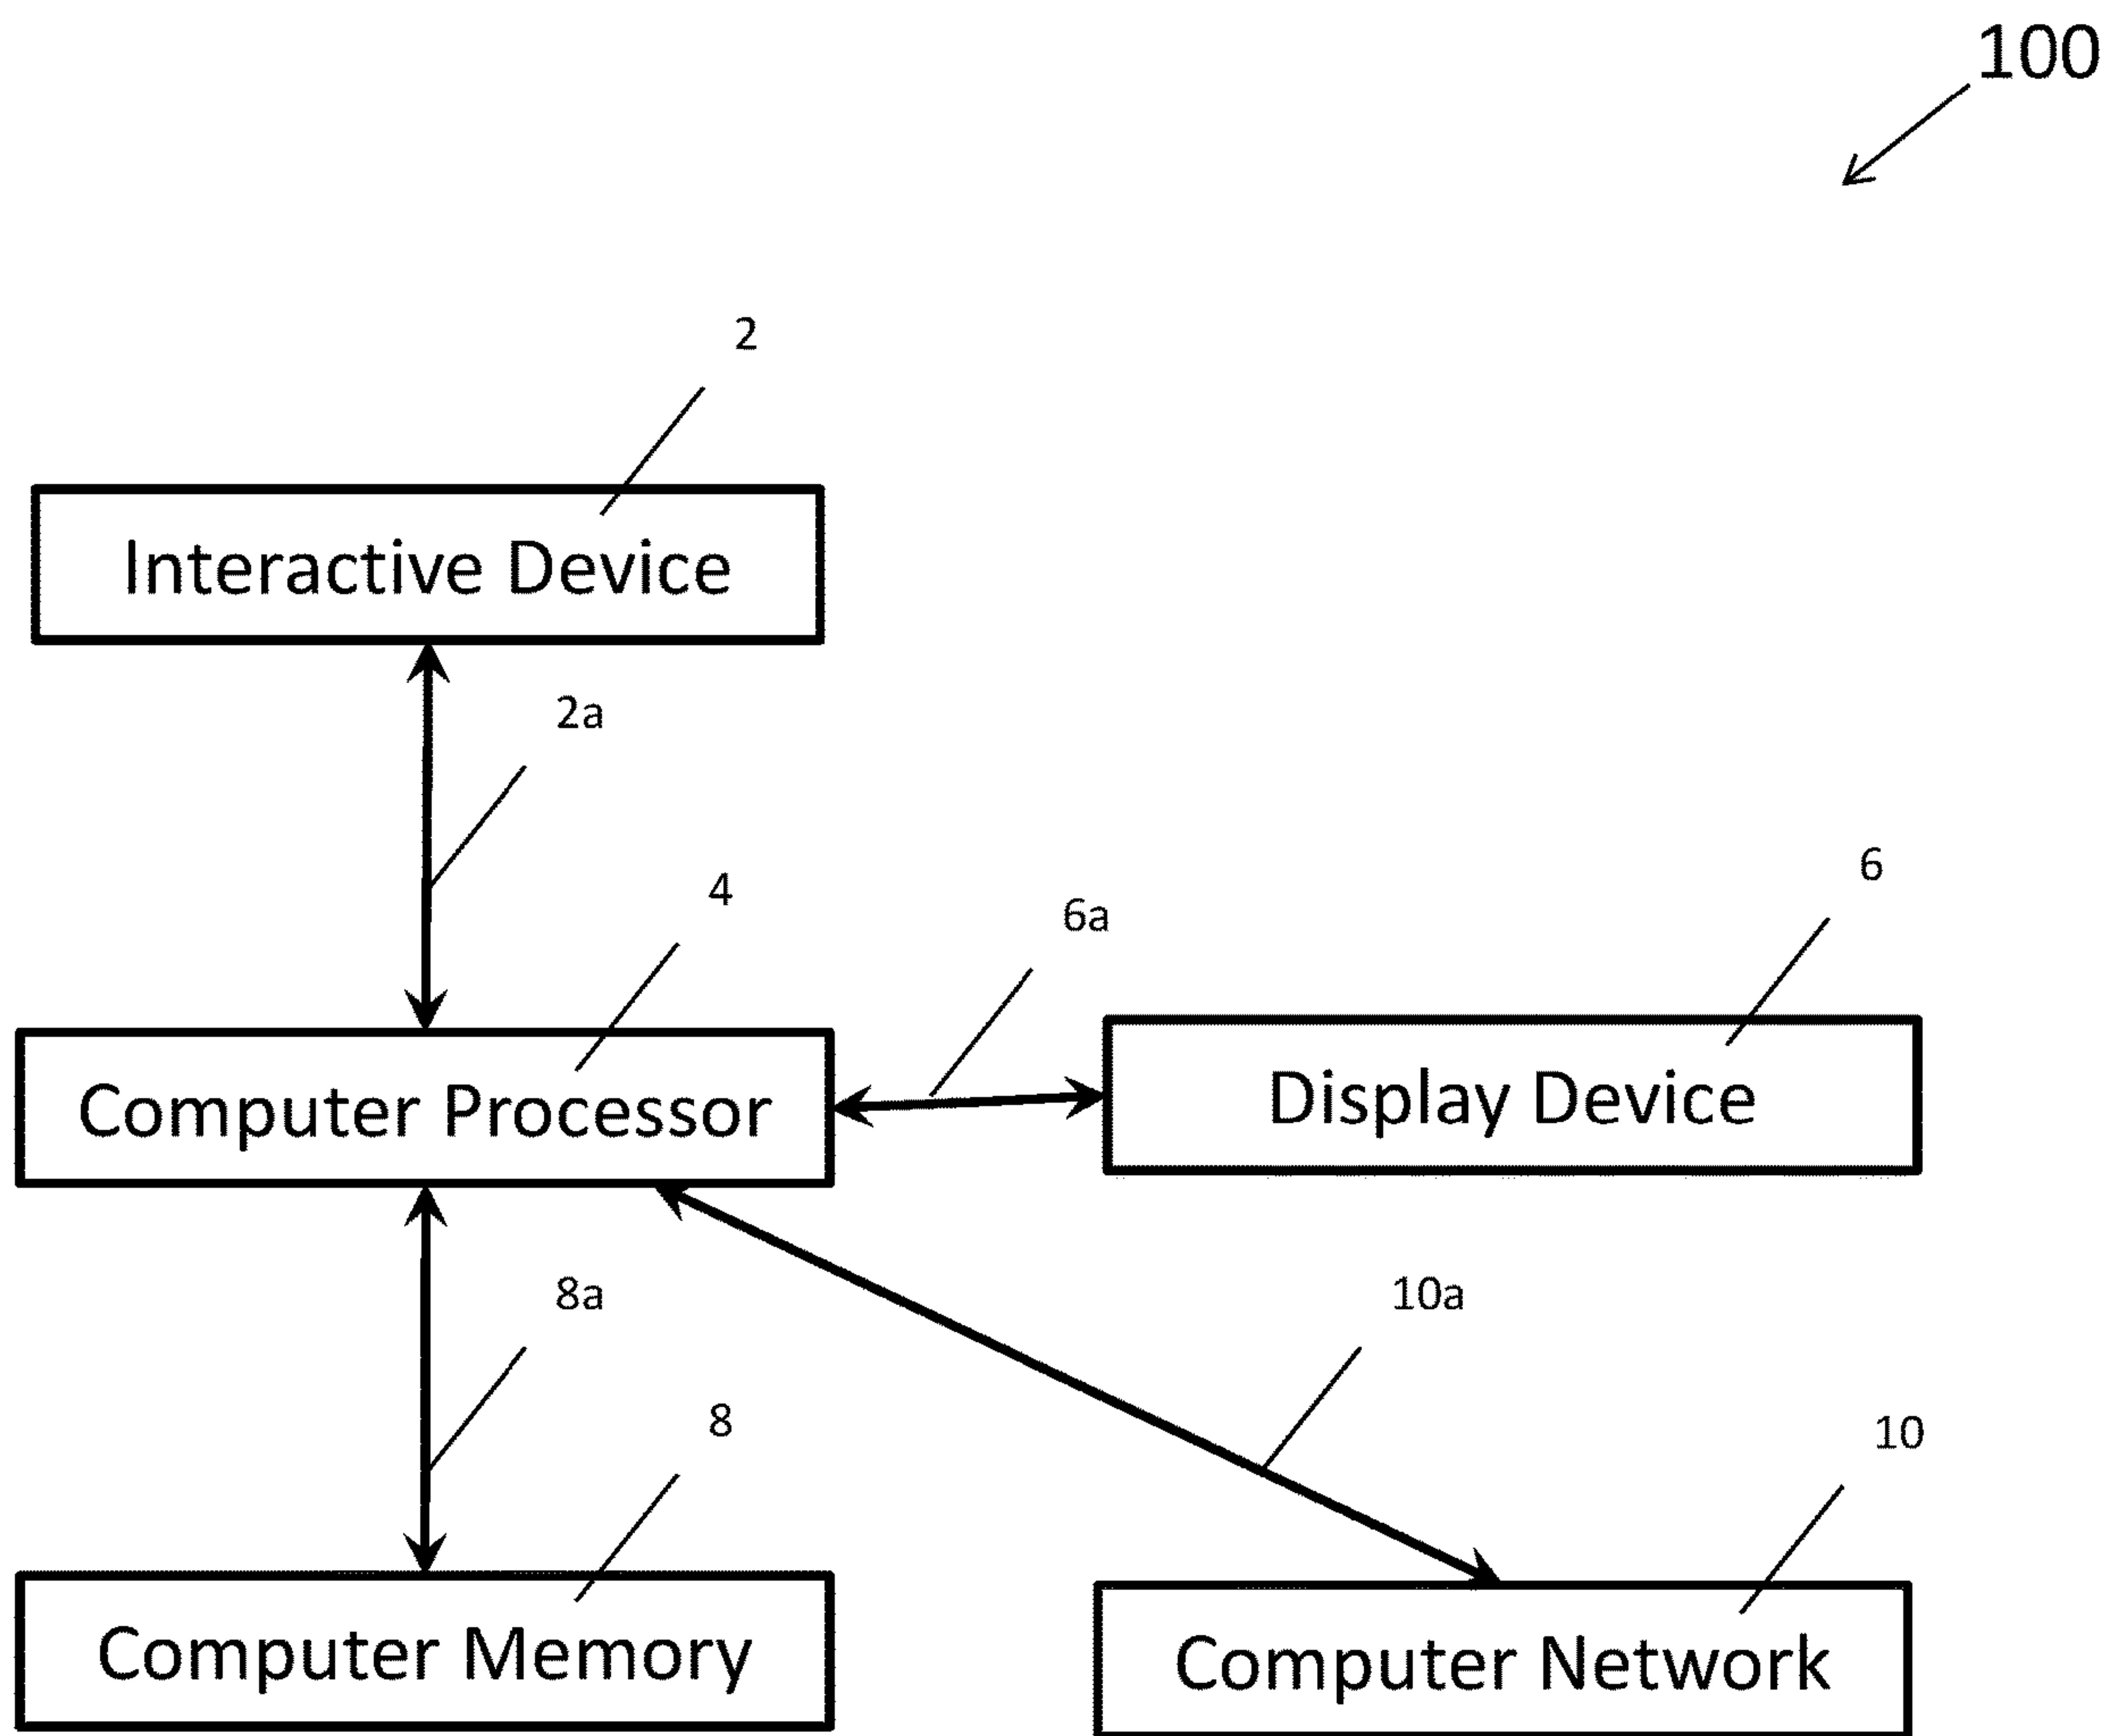 100
2
Interactive Device
2a
4
6a
6
Computer Processor
Display Device
8a
10a
8
10
Computer Memory
Computer Network